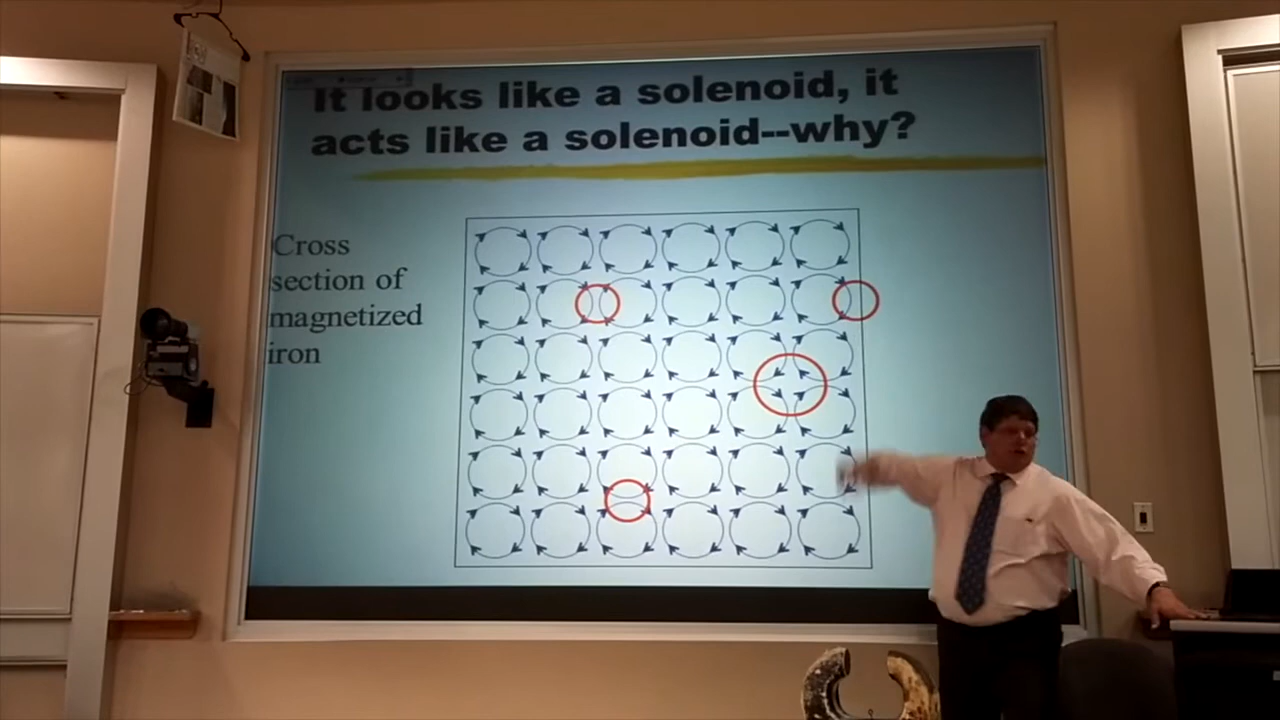 It looks like a solenoid, it
acts like a solenoid--why?
Cross
section of
magnetized
iron